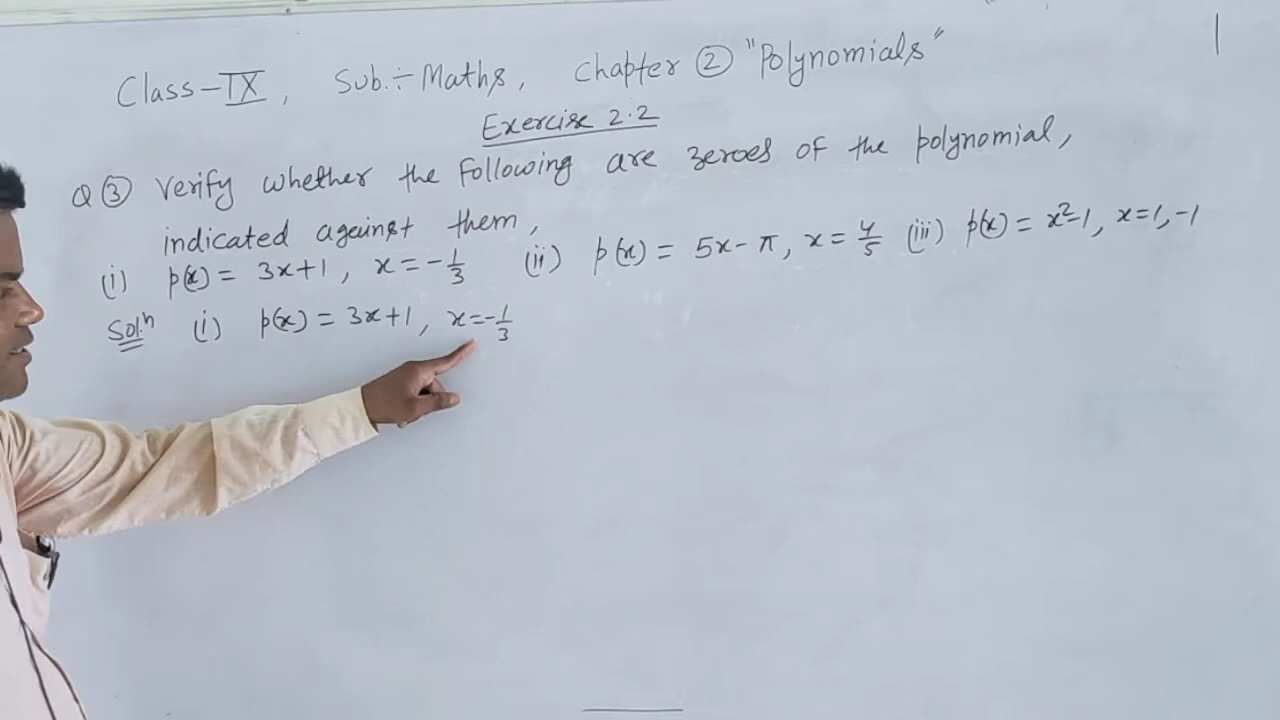 Class-IX, Sub.÷ Maths, Chapter ② "Polynomials"
Exercise 2.2
Q ③ Verify whether the Following are zeroes of the polynomial,
indicated against them,
(i) p(x) = 3x+1, x = -1/3 (ii) p(x) = 5x-π, x = 4/5 (iii) p(x) = x²-1, x=1,-1
Solⁿ (i) p(x) = 3x+1, x=-1/3